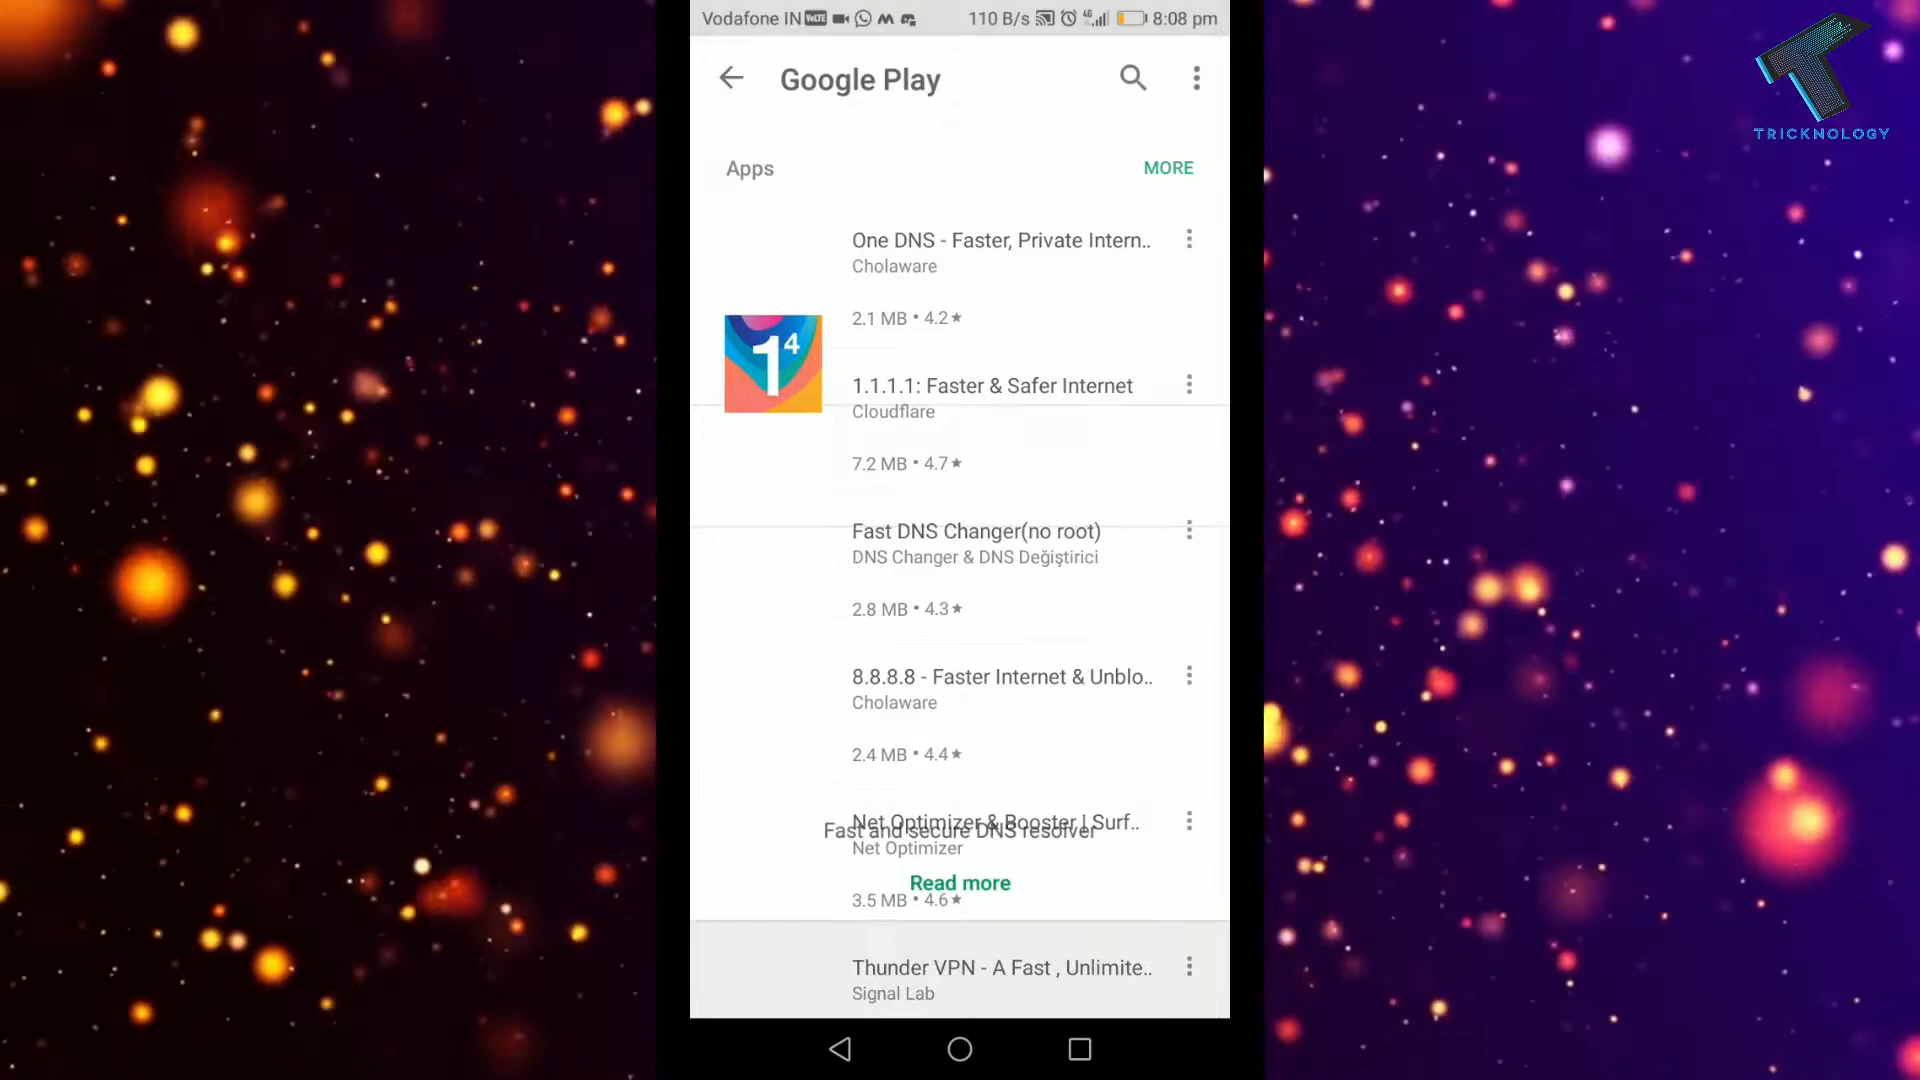 Vodafone IN VoLTE 110 B/s 4G 8:08 pm
Google Play
TRICKNOLOGY
Apps MORE
One DNS - Faster, Private Intern..
Cholaware
2.1 MB • 4.2★
1⁴
1.1.1.1: Faster & Safer Internet
Cloudflare
7.2 MB • 4.7★
Fast DNS Changer(no root)
DNS Changer & DNS Değiştirici
2.8 MB • 4.3★
8.8.8.8 - Faster Internet & Unblo..
Cholaware
2.4 MB • 4.4★
Net Optimizer & Booster | Surf..
Fast and secure DNS resolver
Net Optimizer
Read more
3.5 MB • 4.6★
Thunder VPN - A Fast , Unlimite..
Signal Lab